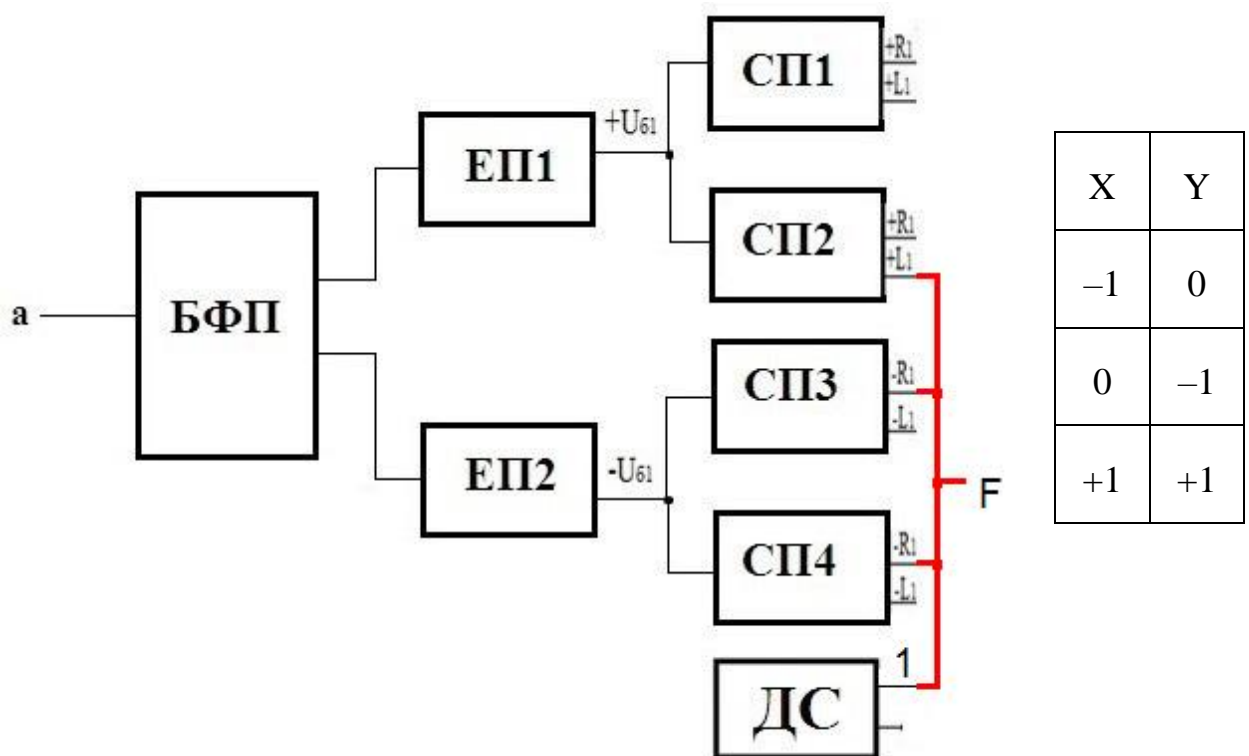 а
БФП
ЕП1
+Uб1
ЕП2
-Uб1
СП1
+R1
+L1
СП2
+R1
+L1
СП3
-R1
-L1
СП4
-R1
-L1
ДС
1
F
X Y
–1 0
0 –1
+1 +1